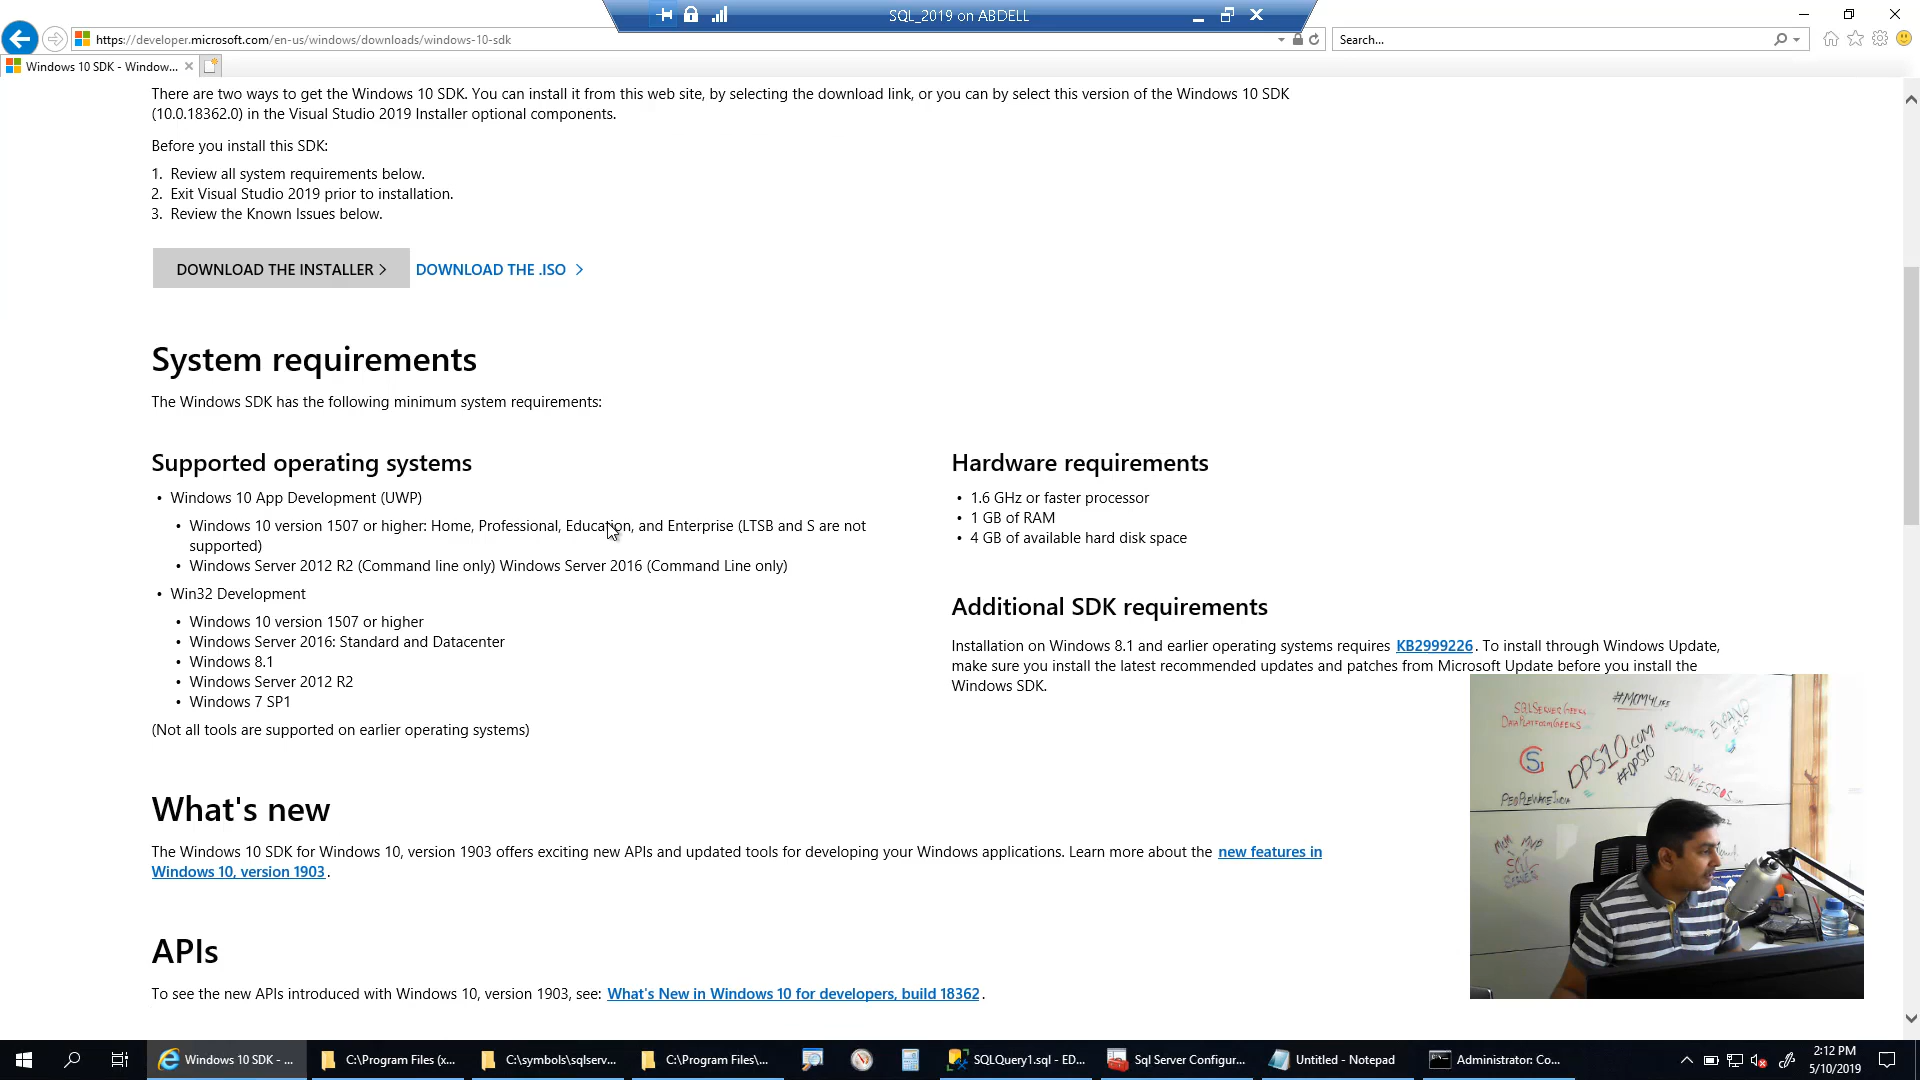 SQL_2019 on ABDELL
https://developer.microsoft.com/en-us/windows/downloads/windows-10-sdk
Search...
Windows 10 SDK - Window...
There are two ways to get the Windows 10 SDK. You can install it from this web site, by selecting the download link, or you can by select this version of the Windows 10 SDK
(10.0.18362.0) in the Visual Studio 2019 Installer optional components.
Before you install this SDK:
1. Review all system requirements below.
2. Exit Visual Studio 2019 prior to installation.
3. Review the Known Issues below.
DOWNLOAD THE INSTALLER > DOWNLOAD THE .ISO >
System requirements
The Windows SDK has the following minimum system requirements:
Supported operating systems
• Windows 10 App Development (UWP)
• Windows 10 version 1507 or higher: Home, Professional, Education, and Enterprise (LTSB and S are not
supported)
• Windows Server 2012 R2 (Command line only) Windows Server 2016 (Command Line only)
• Win32 Development
• Windows 10 version 1507 or higher
• Windows Server 2016: Standard and Datacenter
• Windows 8.1
• Windows Server 2012 R2
• Windows 7 SP1
(Not all tools are supported on earlier operating systems)
Hardware requirements
• 1.6 GHz or faster processor
• 1 GB of RAM
• 4 GB of available hard disk space
Additional SDK requirements
Installation on Windows 8.1 and earlier operating systems requires KB2999226. To install through Windows Update,
make sure you install the latest recommended updates and patches from Microsoft Update before you install the
Windows SDK.
What's new
The Windows 10 SDK for Windows 10, version 1903 offers exciting new APIs and updated tools for developing your Windows applications. Learn more about the new features in
Windows 10, version 1903.
APIs
To see the new APIs introduced with Windows 10, version 1903, see: What's New in Windows 10 for developers, build 18362.
#MCM4LIFE
SQLSERVERGEEKS
DATAPLATFORMGEEKS
EXPAND
DPS10.COM
#DPS10
SQLMAESTROS.COM
PEOPLEWARE INDIA
MCM MVP
SQL
SERVER
Windows 10 SDK - ...
C:\Program Files (x...
C:\symbols\sqlserv...
C:\Program Files\...
SQLQuery1.sql - ED...
Sql Server Configur...
Untitled - Notepad
Administrator: Co...
2:12 PM
5/10/2019